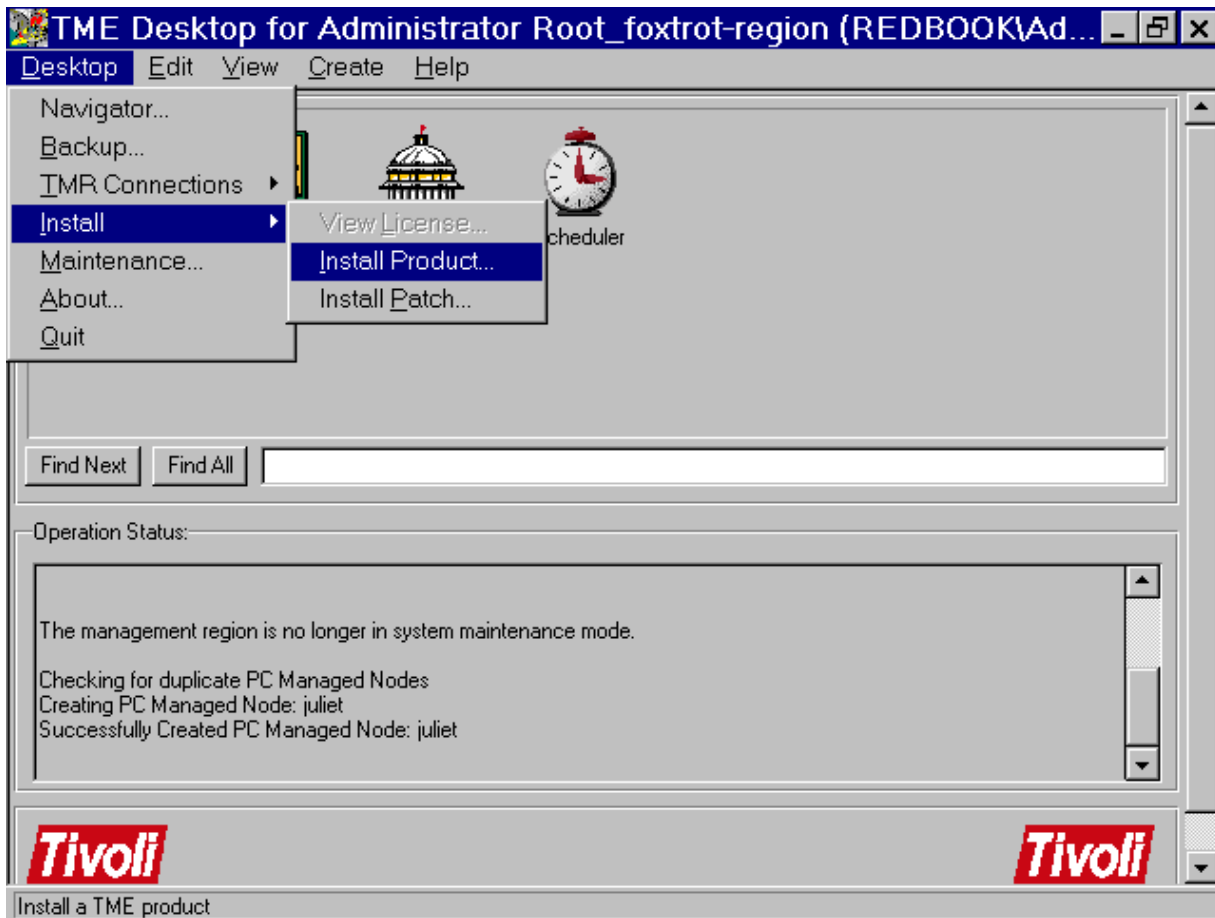 TME Desktop for Administrator Root_foxtrot-region (REDBOOK\Ad...
Desktop Edit View Create Help
Navigator...
Backup...
TMR Connections
Install
Maintenance...
About...
Quit
View License...
Install Product...
Install Patch...
cheduler
Find Next Find All
Operation Status:
The management region is no longer in system maintenance mode.
Checking for duplicate PC Managed Nodes
Creating PC Managed Node: juliet
Successfully Created PC Managed Node: juliet
Tivoli Tivoli
Install a TME product